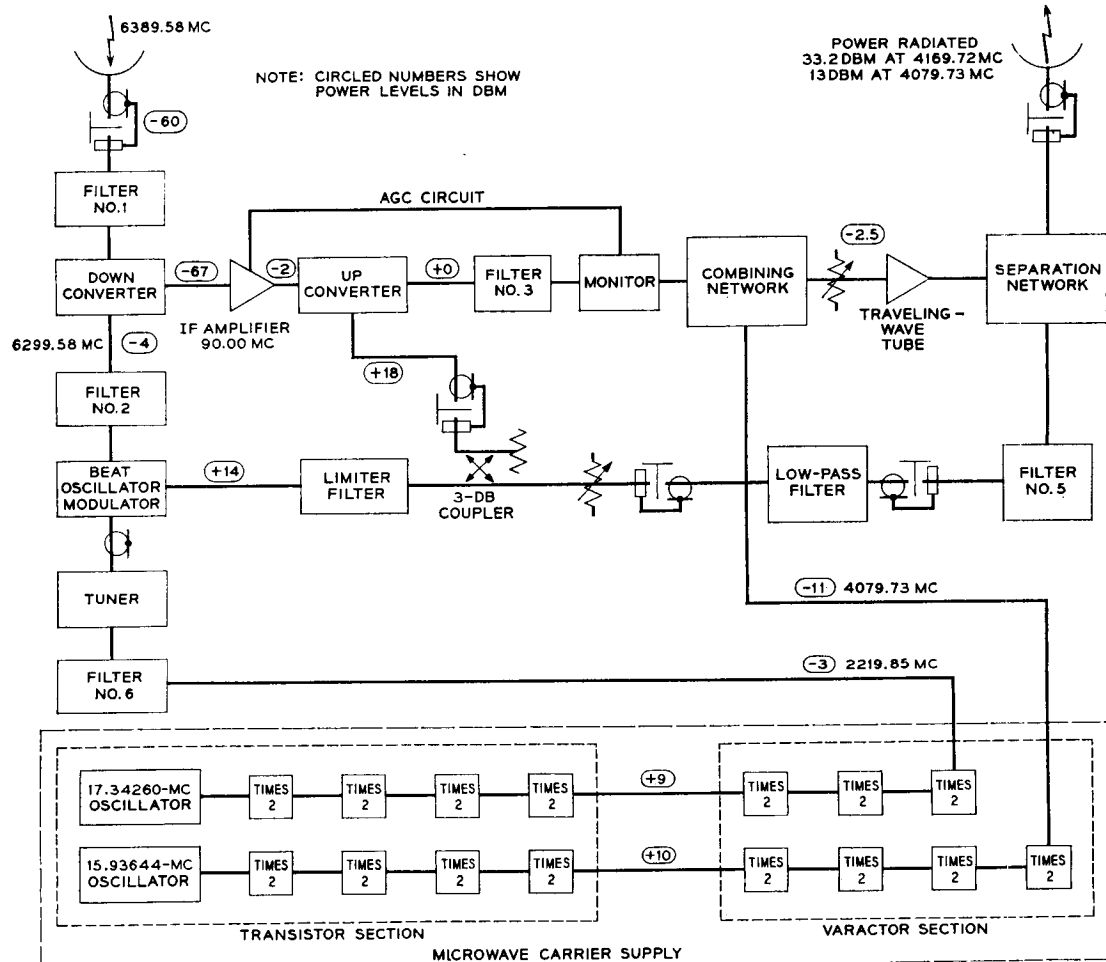 6389.58 MC
NOTE: CIRCLED NUMBERS SHOW
POWER LEVELS IN DBM
POWER RADIATED
33.2 DBM AT 4169.72 MC
13 DBM AT 4079.73 MC
-60
FILTER
NO.1
AGC CIRCUIT
DOWN
CONVERTER
-67
-2
UP
CONVERTER
+0
FILTER
NO.3
MONITOR
COMBINING
NETWORK
-2.5
SEPARATION
NETWORK
IF AMPLIFIER
90.00 MC
TRAVELING-
WAVE
TUBE
6299.58 MC
-4
+18
FILTER
NO.2
BEAT
OSCILLATOR
MODULATOR
+14
LIMITER
FILTER
3-DB
COUPLER
LOW-PASS
FILTER
FILTER
NO.5
TUNER
-11
4079.73 MC
FILTER
NO.6
-3
2219.85 MC
17.34260-MC
OSCILLATOR
TIMES
2
TIMES
2
TIMES
2
TIMES
2
+9
TIMES
2
TIMES
2
TIMES
2
15.93644-MC
OSCILLATOR
TIMES
2
TIMES
2
TIMES
2
TIMES
2
+10
TIMES
2
TIMES
2
TIMES
2
TIMES
2
TRANSISTOR SECTION
VARACTOR SECTION
MICROWAVE CARRIER SUPPLY